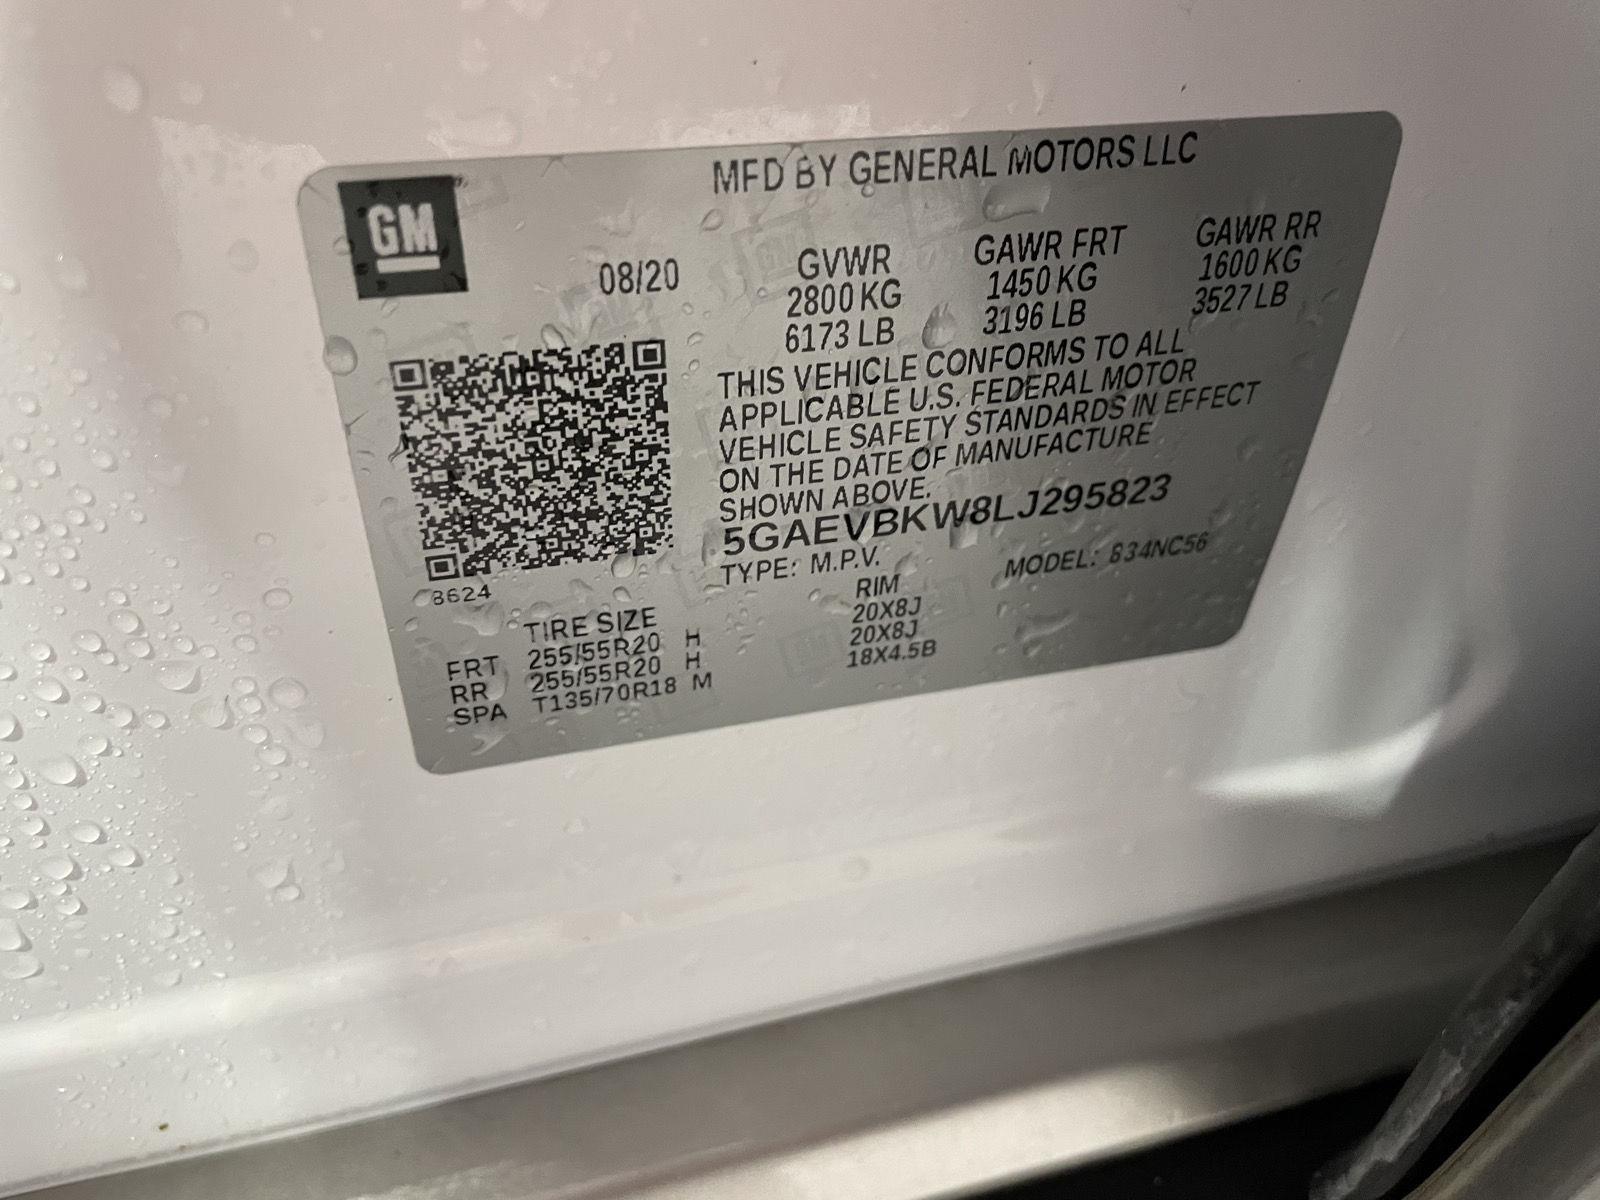 MFD BY GENERAL MOTORS LLC
GM
08/20
GVWR GAWR FRT GAWR RR
2800 KG 1450 KG 1600 KG
6173 LB 3196 LB 3527 LB
THIS VEHICLE CONFORMS TO ALL
APPLICABLE U.S. FEDERAL MOTOR
VEHICLE SAFETY STANDARDS IN EFFECT
ON THE DATE OF MANUFACTURE
SHOWN ABOVE.
5GAEVBKW8LJ295823
TYPE: M.P.V. MODEL: 834NC56
8624
TIRE SIZE RIM
FRT 255/55R20 H 20X8J
RR 255/55R20 H 20X8J
SPA T135/70R18 M 18X4.5B